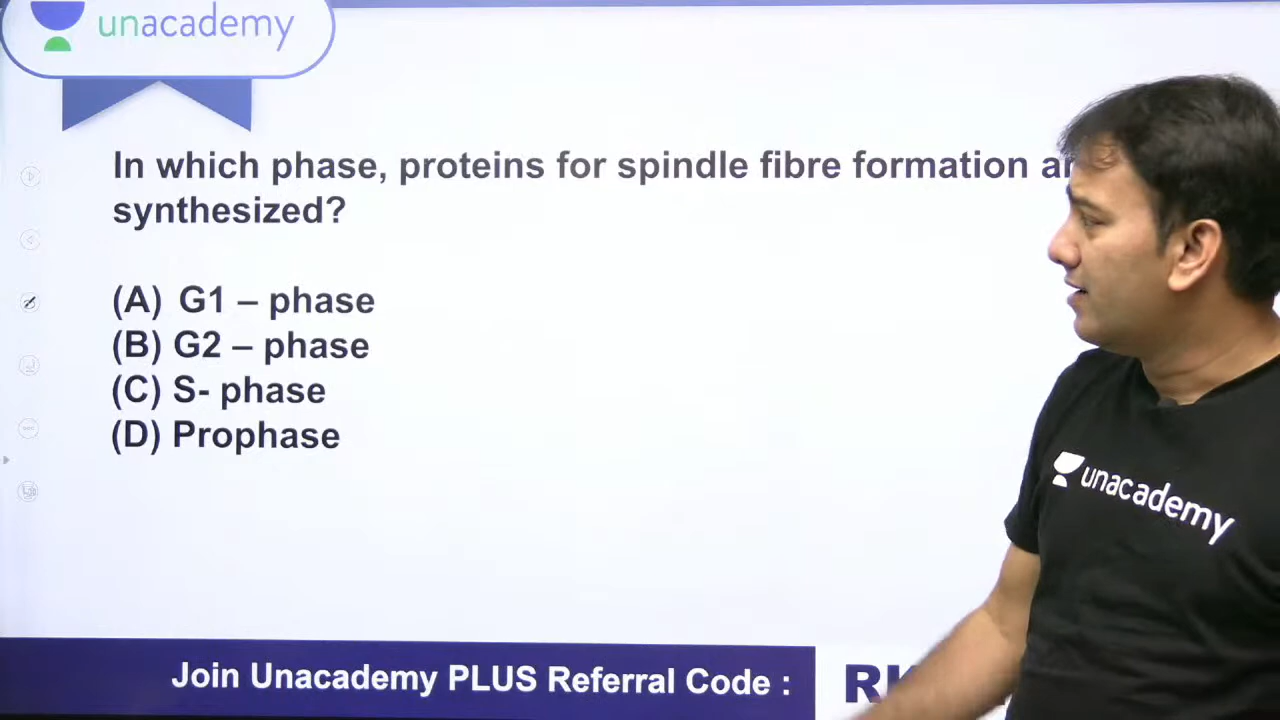 unacademy
In which phase, proteins for spindle fibre formation
synthesized?
(A) G1 – phase
(B) G2 – phase
(C) S- phase
(D) Prophase
unacademy
Join Unacademy PLUS Referral Code :